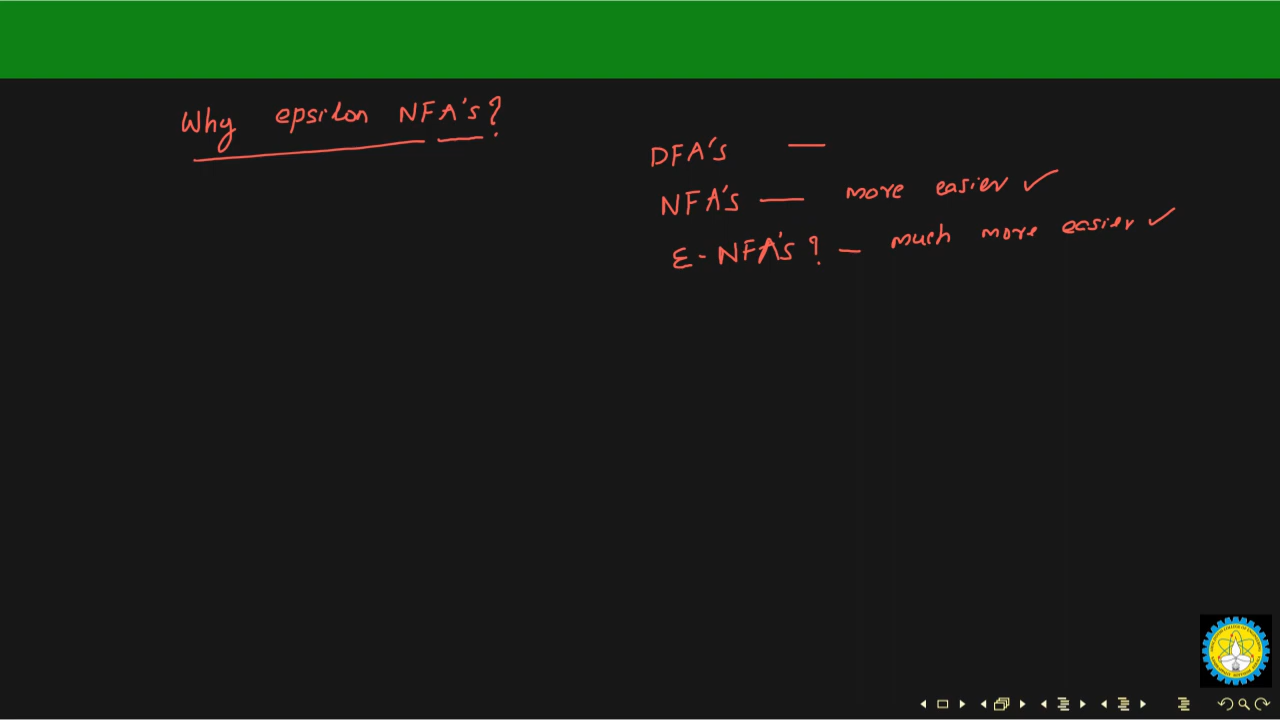 Why epsilon NFA's?
DFA's —
NFA's — more easier ✓
ε- NFA's? — much more easier ✓